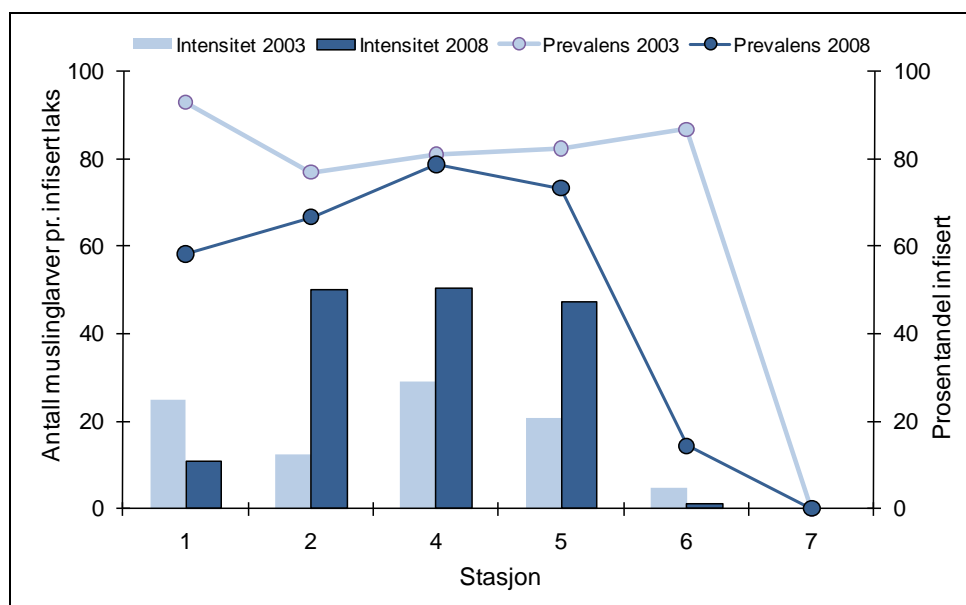 Intensitet 2003 Intensitet 2008 Prevalens 2003 Prevalens 2008
Antall muslinglarver pr. infisert laks
100
80
60
40
20
0
100
80
60
40
20
0
Prosentandel infisert
1 2 4 5 6 7
Stasjon